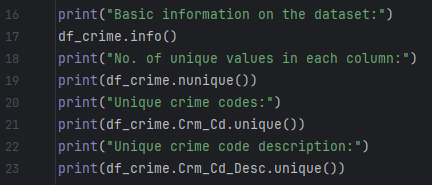 16 print("Basic information on the dataset:")
17 df_crime.info()
18 print("No. of unique values in each column:")
19 print(df_crime.nunique())
20 print("Unique crime codes:")
21 print(df_crime.Crm_Cd.unique())
22 print("Unique crime code description:")
23 print(df_crime.Crm_Cd_Desc.unique())